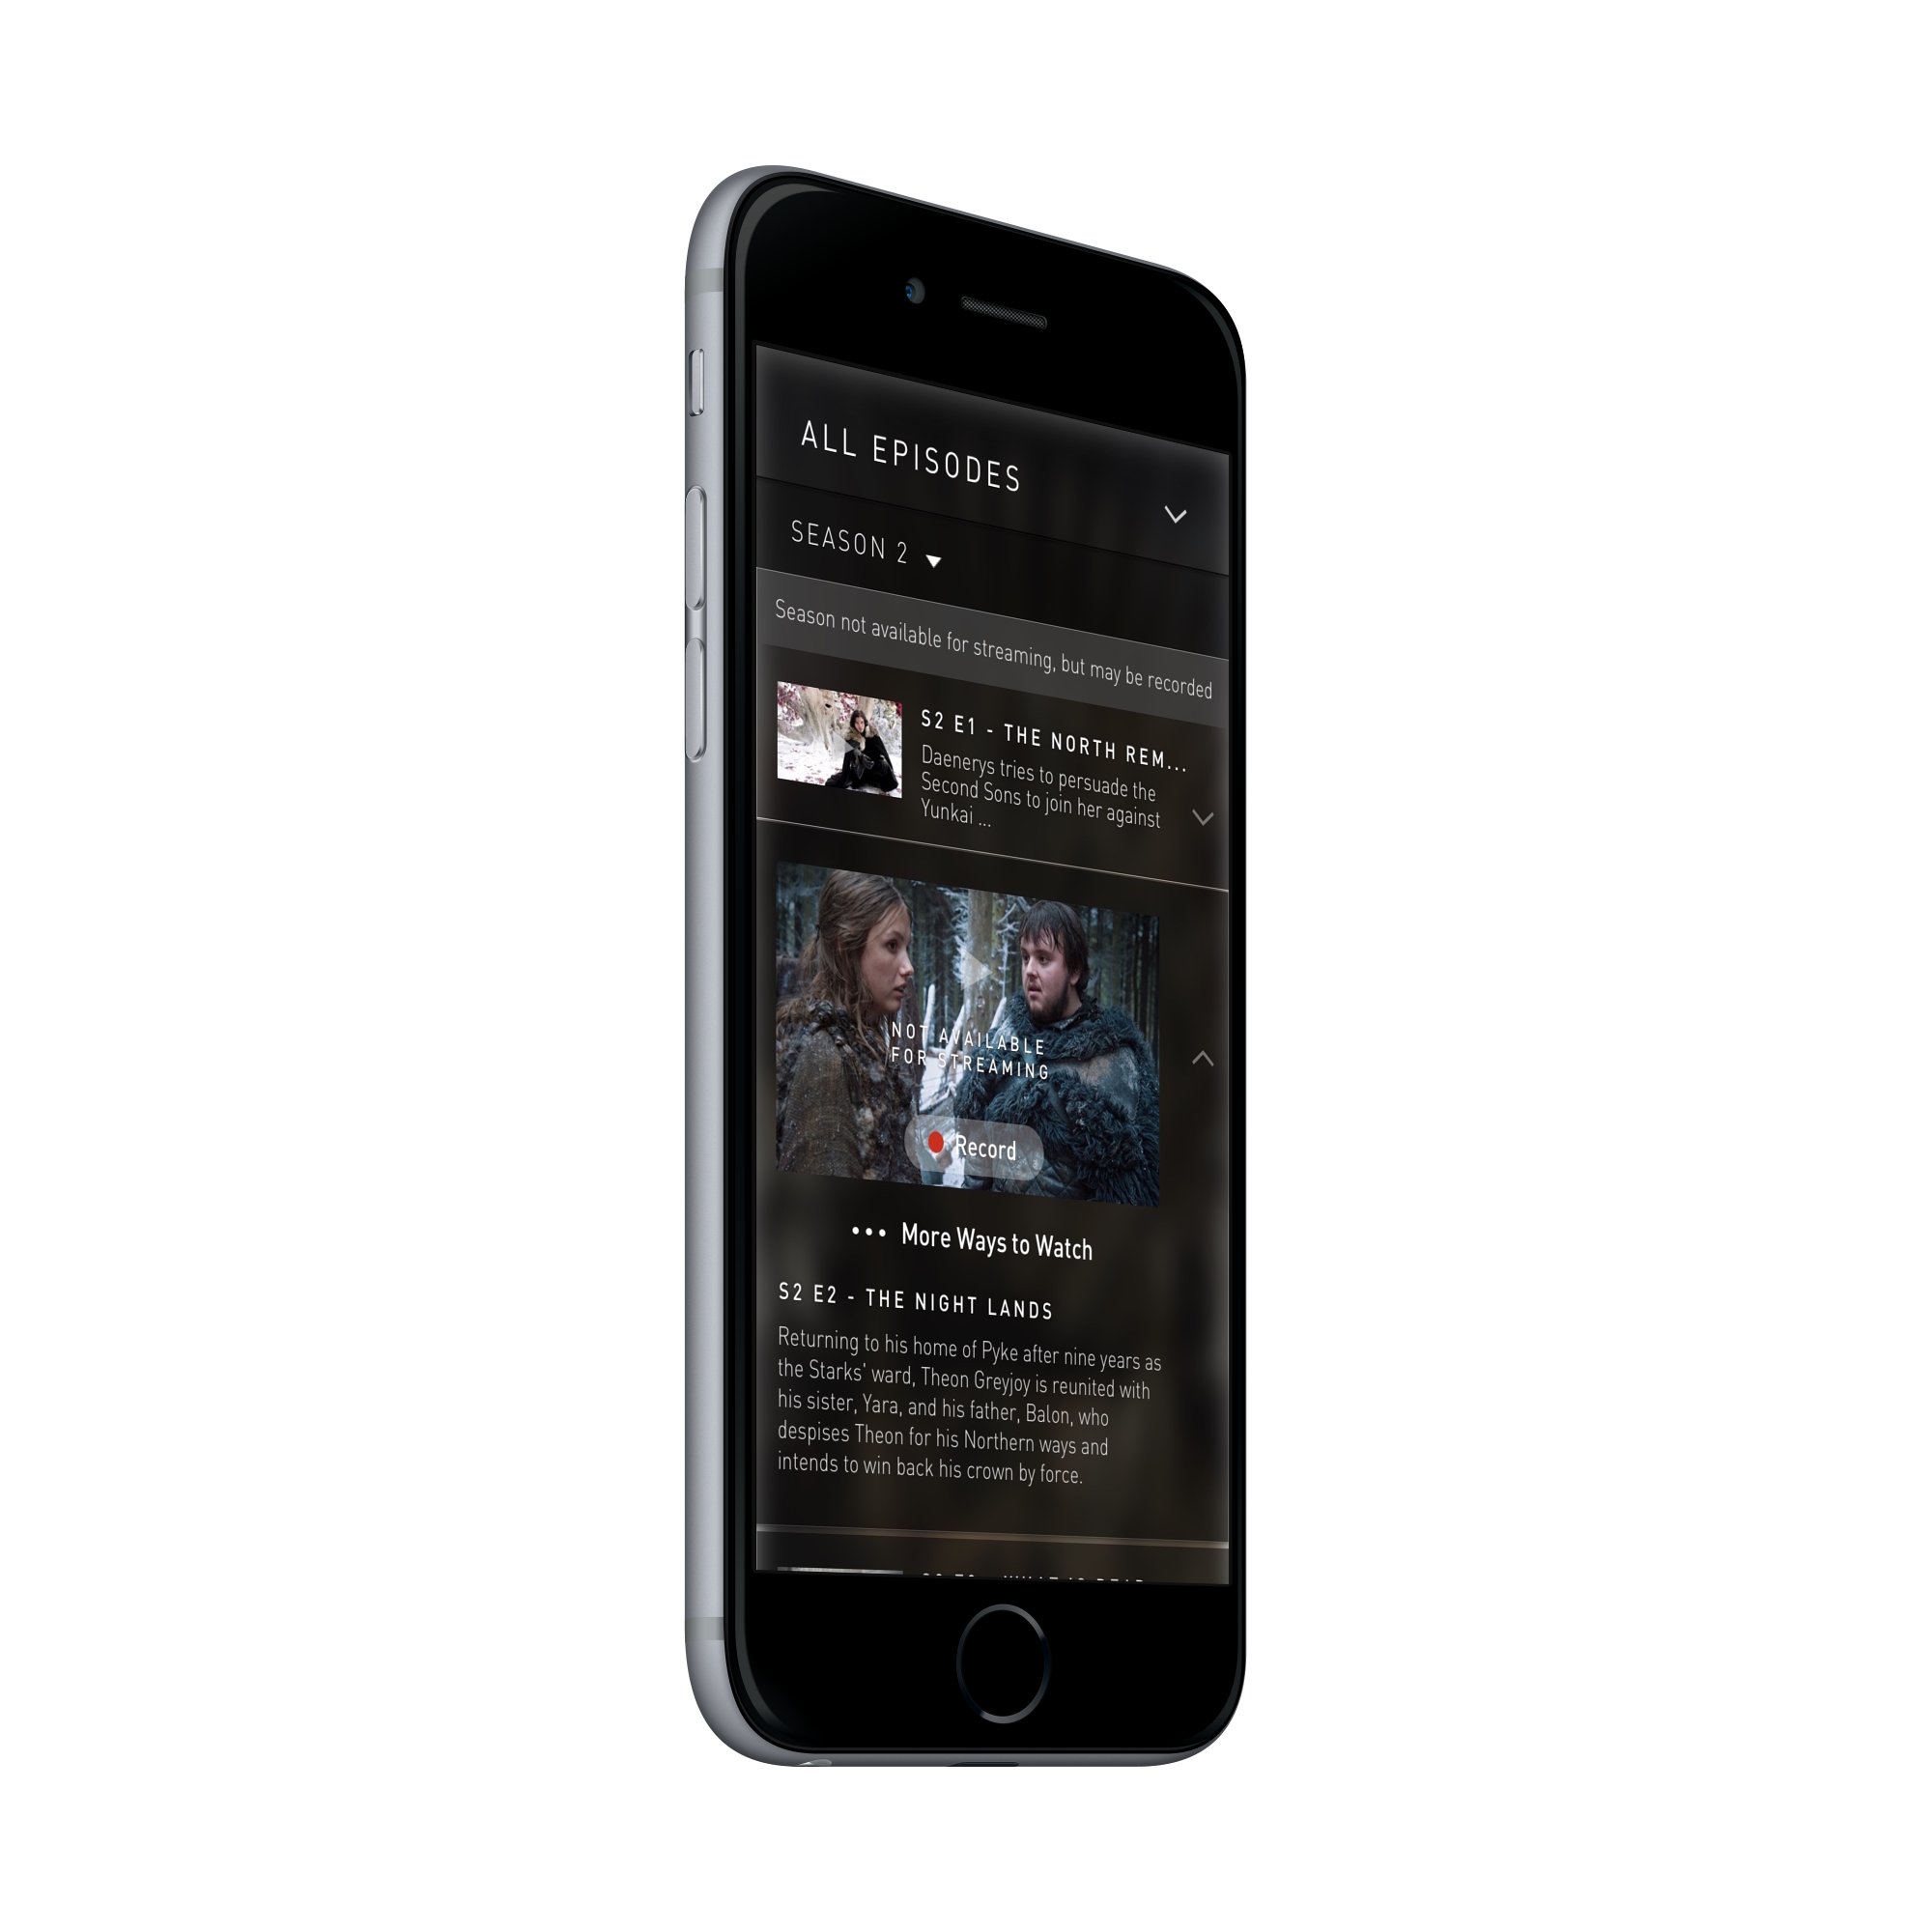 ALL EPISODES
SEASON 2
Season not available for streaming, but may be recorded
S2 E1 - THE NORTH REM...
Daenerys tries to persuade the
Second Sons to join her against
Yunkai ...
NOT AVAILABLE
FOR STREAMING
Record
More Ways to Watch
S2 E2 - THE NIGHT LANDS
Returning to his home of Pyke after nine years as
the Starks' ward, Theon Greyjoy is reunited with
his sister, Yara, and his father, Balon, who
despises Theon for his Northern ways and
intends to win back his crown by force.